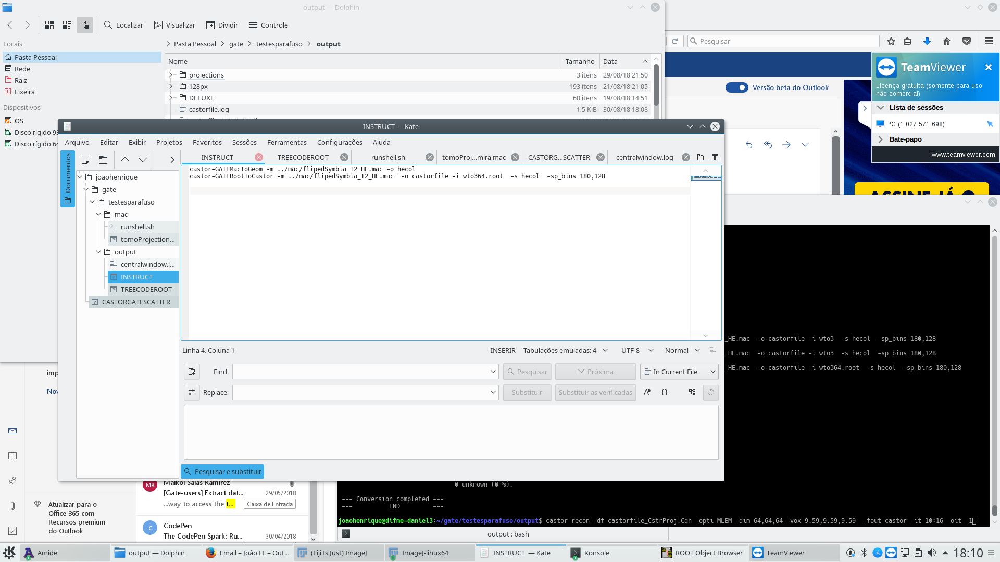 output — Dolphin
Localizar
Visualizar
Dividir
Controle
Locais
Pasta Pessoal
Rede
Raiz
Lixeira
Dispositivos
OS
Disco rígido 93
Disco rígido 64
Pasta Pessoal
gate
testesparafuso
output
Nome
Tamanho
Data
projections
3 itens
29/08/18 21:50
128px
193 itens
21/08/18 21:05
DELUXE
60 itens
19/08/18 14:51
castorfile.log
1,5 KiB
30/08/18 18:08
Pesquisar
Versão beta do Outlook
TeamViewer
Licença gratuita (somente para uso
não comercial)
Lista de sessões
PC (1 027 571 698)
Bate-papo
www.teamviewer.com
ASSINE JÁ
INSTRUCT — Kate
Arquivo
Editar
Exibir
Projetos
Favoritos
Sessões
Ferramentas
Configurações
Ajuda
Documentos
INSTRUCT
TREECODEROOT
runshell.sh
tomoProj...mira.mac
CASTORG...SCATTER
centralwindow.log
joaohenrique
gate
testesparafuso
mac
runshell.sh
tomoProjection...
output
centralwindow.l...
INSTRUCT
TREECODEROOT
CASTORGATESCATTER
castor-GATEMacToGeom -m ../mac/flipedSymbia_T2_HE.mac -o hecol
castor-GATERootToCastor -m ../mac/flipedSymbia_T2_HE.mac  -o castorfile -i wto364.root  -s hecol  -sp_bins 180,128
Linha 4, Coluna 1
INSERIR
Tabulações emuladas: 4
UTF-8
Normal
Find:
Pesquisar
Próxima
In Current File
Replace:
Substituir
Substituir as verificadas
Pesquisar e substituir
_HE.mac  -o castorfile -i wto3  -s hecol  -sp_bins 180,128
_HE.mac  -o castorfile -i wto3  -s hecol  -sp_bins 180,128
_HE.mac  -o castorfile -i wto364.root  -s hecol  -sp_bins 180,128
0 unknown (0 %).
--- Conversion completed ---
---          END         ---
joaohenrique@difme-daniel3:~/gate/testesparafuso/output$ castor-recon -df castorfile_CstrProj.Cdh -opti MLEM -dim 64,64,64 -vox 9.59,9.59,9.59  -fout castor -it 10:16 -oit -1
output : bash
imp
Nov
Atualizar para o
Office 365 com
Recursos premium
do Outlook
MR
Maikol Salas Ramirez
[Gate-users] Extract dat...
29/05/2018
...way to access the t...
Caixa de Entrada
C
CodePen
The CodePen Spark: Ru...
30/04/2018
Amide
output — Dolphin
Email – João H. – Out...
(Fiji Is Just) ImageJ
ImageJ-linux64
INSTRUCT — Kate
Konsole
ROOT Object Browser
TeamViewer
18:10